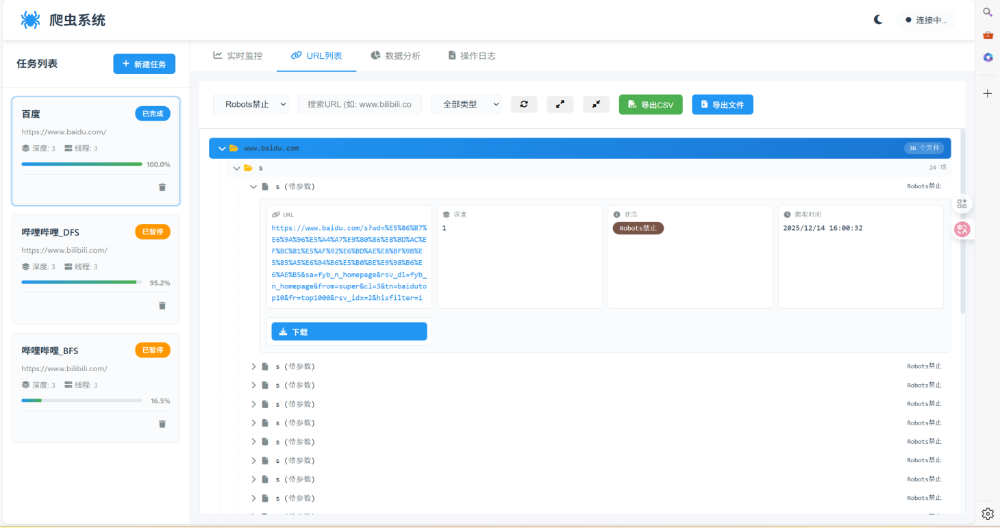 爬虫系统
连接中...
任务列表
新建任务
实时监控
URL列表
数据分析
操作日志
百度
已完成
https://www.baidu.com/
深度: 3
线程: 3
100.0%
哔哩哔哩_DFS
已暂停
https://www.bilibili.com/
深度: 3
线程: 3
95.2%
哔哩哔哩_BFS
已暂停
https://www.bilibili.com/
深度: 3
线程: 3
16.5%
Robots禁止
搜索URL (如: www.bilibili.co
全部类型
导出CSV
导出文件
www.baidu.com
36 个文件
s
24 项
s (带参数)
Robots禁止
URL
https://www.baidu.com/s?wd=%E5%86%B7%
E6%9A%96%E5%A4%A7%E9%80%86%E8%BD%AC%E
F%BC%81%E5%AF%92%E6%BD%AE%E8%BF%9B%E
5%85%A5%E6%94%B6%E5%B0%BE%E9%98%B6%E
6%AE%B5&sa=fyb_n_homepage&rsv_dl=fyb_
n_homepage&from=super&cl=3&tn=baiduto
p10&fr=top1000&rsv_idx=2&hisfilter=1
深度
1
状态
Robots禁止
爬取时间
2025/12/14 16:00:32
下载
s (带参数)
Robots禁止
s (带参数)
Robots禁止
s (带参数)
Robots禁止
s (带参数)
Robots禁止
s (带参数)
Robots禁止
s (带参数)
Robots禁止
s (带参数)
Robots禁止
s (带参数)
Robots禁止